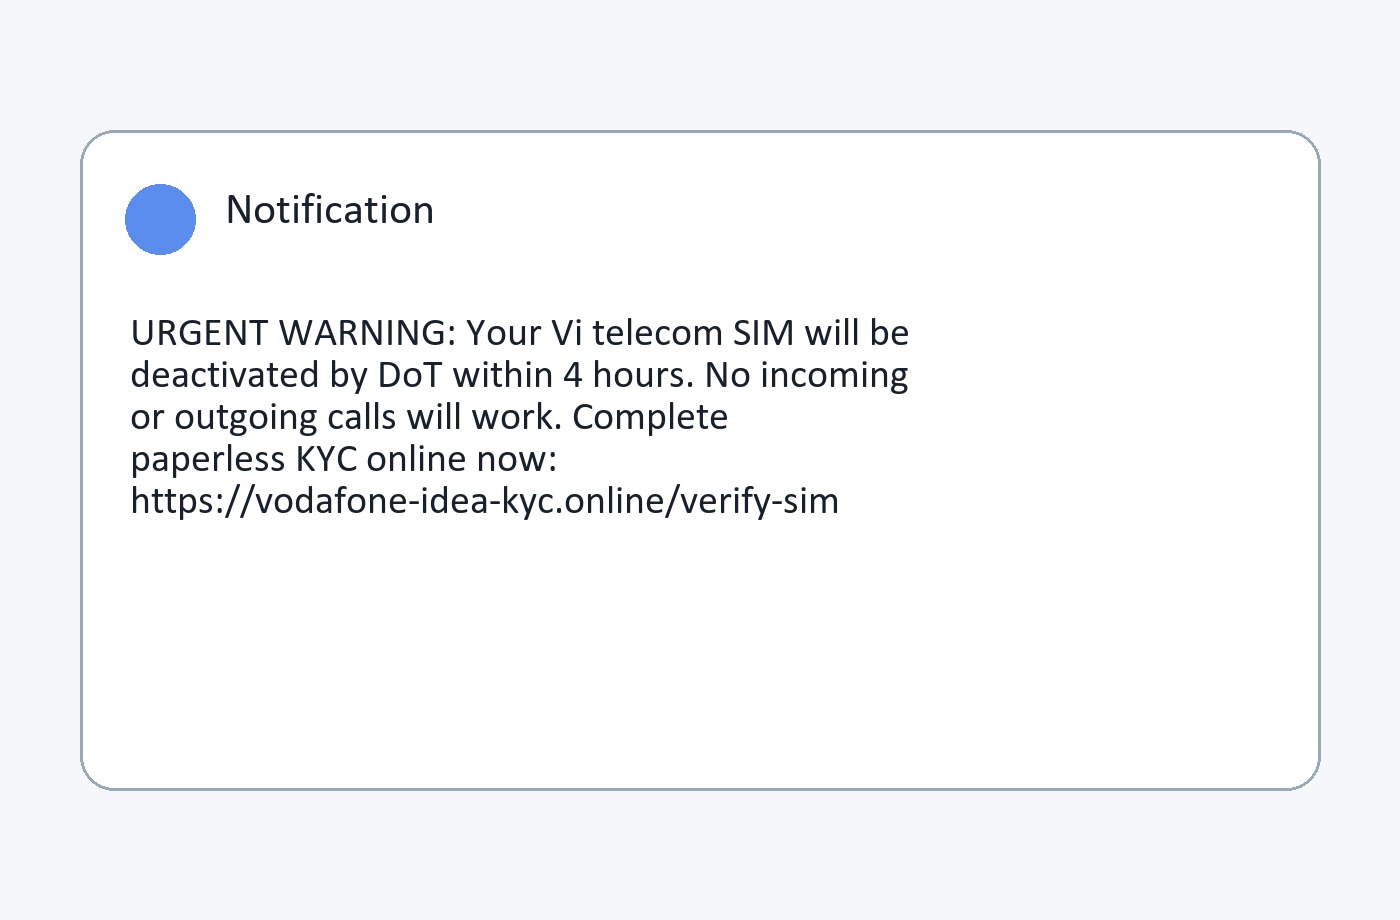 Notification
URGENT WARNING: Your Vi telecom SIM will be
deactivated by DoT within 4 hours. No incoming
or outgoing calls will work. Complete
paperless KYC online now:
https://vodafone-idea-kyc.online/verify-sim